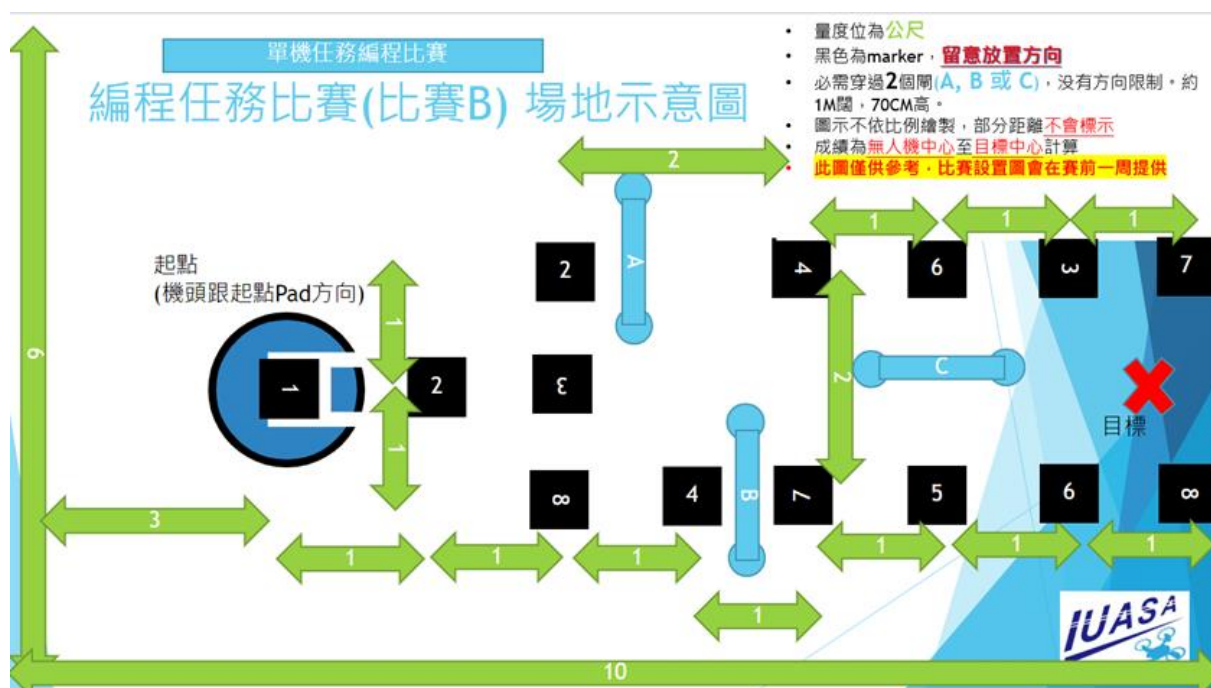 單機任務編程比賽
編程任務比賽(比賽B) 場地示意圖
• 量度位為公尺
• 黑色為marker，留意放置方向
• 必需穿過2個閘(A, B 或 C)，没有方向限制。約
1M闊，70CM高。
• 圖示不依比例繪製，部分距離不會標示
• 成績為無人機中心至目標中心計算
• 此圖僅供參考，比賽設置圖會在賽前一周提供
2
1 1 1
起點
(機頭跟起點Pad方向)
2 A 4 6 3 7
1
6
1 2 3 2 C
目標
1
8 4 B 7 5 6 8
3
1 1 1 1 1 1
1
IUASA
10